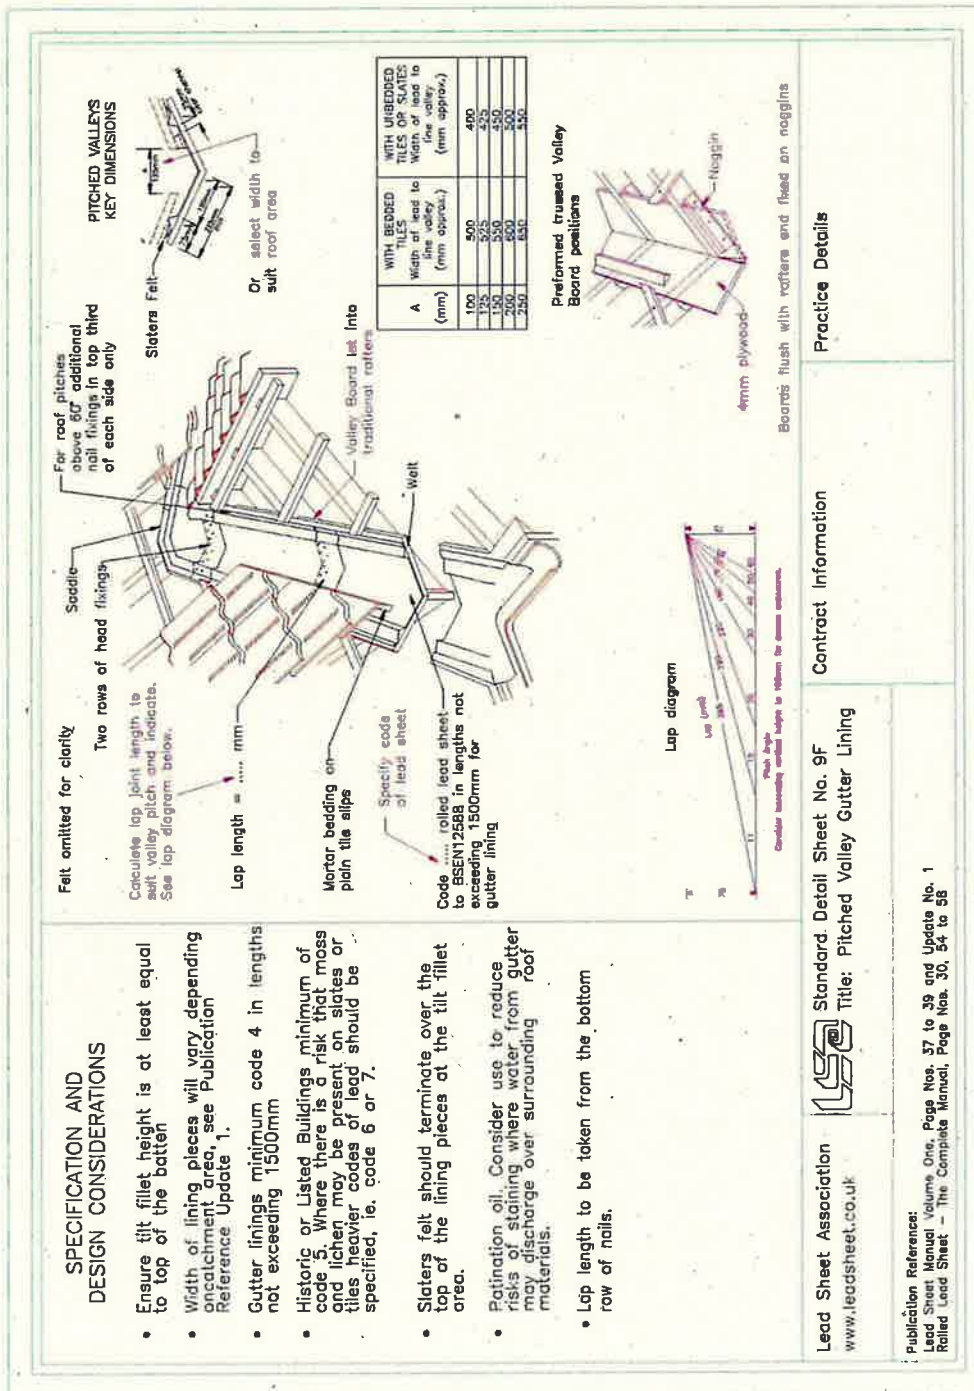 SPECIFICATION AND
DESIGN CONSIDERATIONS
• Ensure tilt fillet height is at least equal
to top of the batten
• Width of lining pieces will vary depending
oncatchment area, see Publication
Reference Update 1.
• Gutter linings minimum code 4 in lengths
not exceeding 1500mm
• Historic or Listed Buildings minimum of
code 5. Where there is a risk that moss
and lichen may be present on slates or
tiles heavier codes of lead should be
specified, ie. code 6 or 7.
• Slaters felt should terminate over the
top of the lining pieces at the tilt fillet
area.
• Patination oil. Consider use to reduce
risks of staining where water from gutter
may discharge over surrounding roof
materials.
• Lap length to be token from the bottom
row of nails.
Felt omitted for clarity
Two rows of head fixings
Saddle
For roof pitches
above 60° additional
nail fixings in top third
of each side only
Calculate lap joint length to
suit valley pitch and indicate.
See lap diagram below.
Lap length = ..... mm
Mortar bedding on
plain tile slips
Specify code
of lead sheet
Code ..... rolled lead sheet
to BSEN12588 in lengths not
exceeding 1500mm for
gutter lining
Valley Board let into
traditional rafters
Welt
PITCHED VALLEYS
KEY DIMENSIONS
Slaters Felt
A
Or select width to
suit roof area
A
(mm)
WITH BEDDED
TILES
Width of lead to
line valley
(mm approx.)
WITH UNBEDDED
TILES OR SLATES
Width of lead to
line valley
(mm approx.)
100 500 400
125 525 425
150 550 450
200 600 500
250 650 550
Preformed trussed Valley
Board positions
Noggin
4mm plywood
Boards flush with rafters and fixed on noggins
Lap diagram
Lap (mm)
Pitch Angle
75
Lead Sheet Association
www.leadsheet.co.uk
LSA
Standard Detail Sheet No. 9F
Title: Pitched Valley Gutter Lining
Contract Information
Practice Details
Publication Reference:
Lead Sheet Manual Volume One, Page Nos. 37 to 39 and Update No. 1
Rolled Lead Sheet – The Complete Manual, Page Nos. 30, 54 to 58